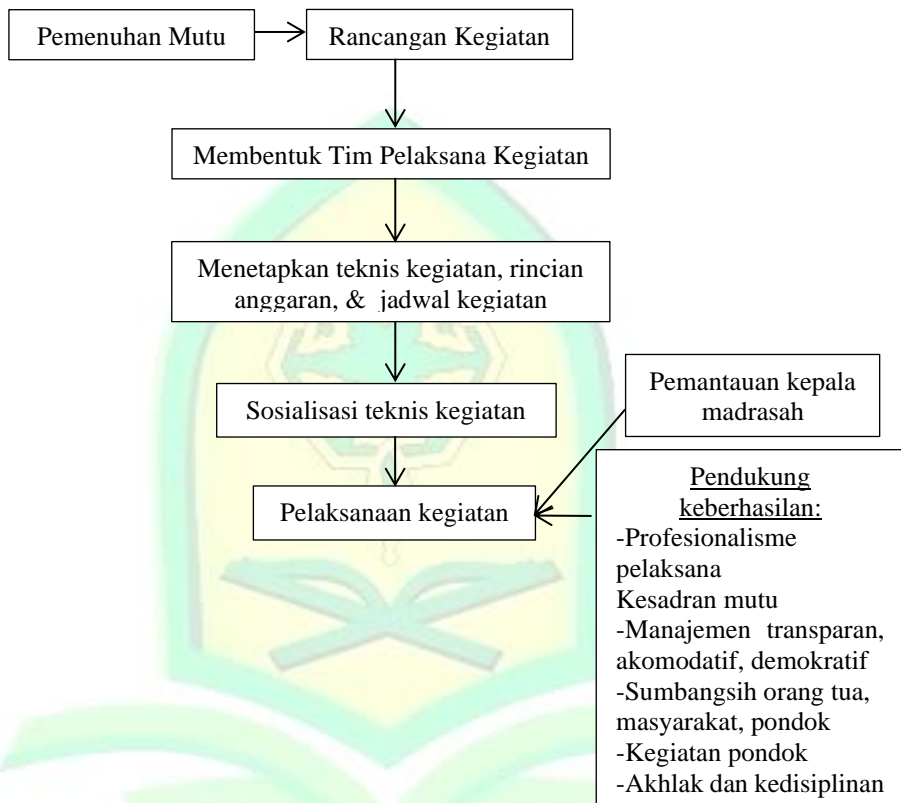 Pemenuhan Mutu
Rancangan Kegiatan
Membentuk Tim Pelaksana Kegiatan
Menetapkan teknis kegiatan, rincian
anggaran, & jadwal kegiatan
Sosialisasi teknis kegiatan
Pemantauan kepala
madrasah
Pelaksanaan kegiatan
Pendukung
keberhasilan:
-Profesionalisme
pelaksana
Kesadran mutu
-Manajemen transparan,
akomodatif, demokratif
-Sumbangsih orang tua,
masyarakat, pondok
-Kegiatan pondok
-Akhlak dan kedisiplinan